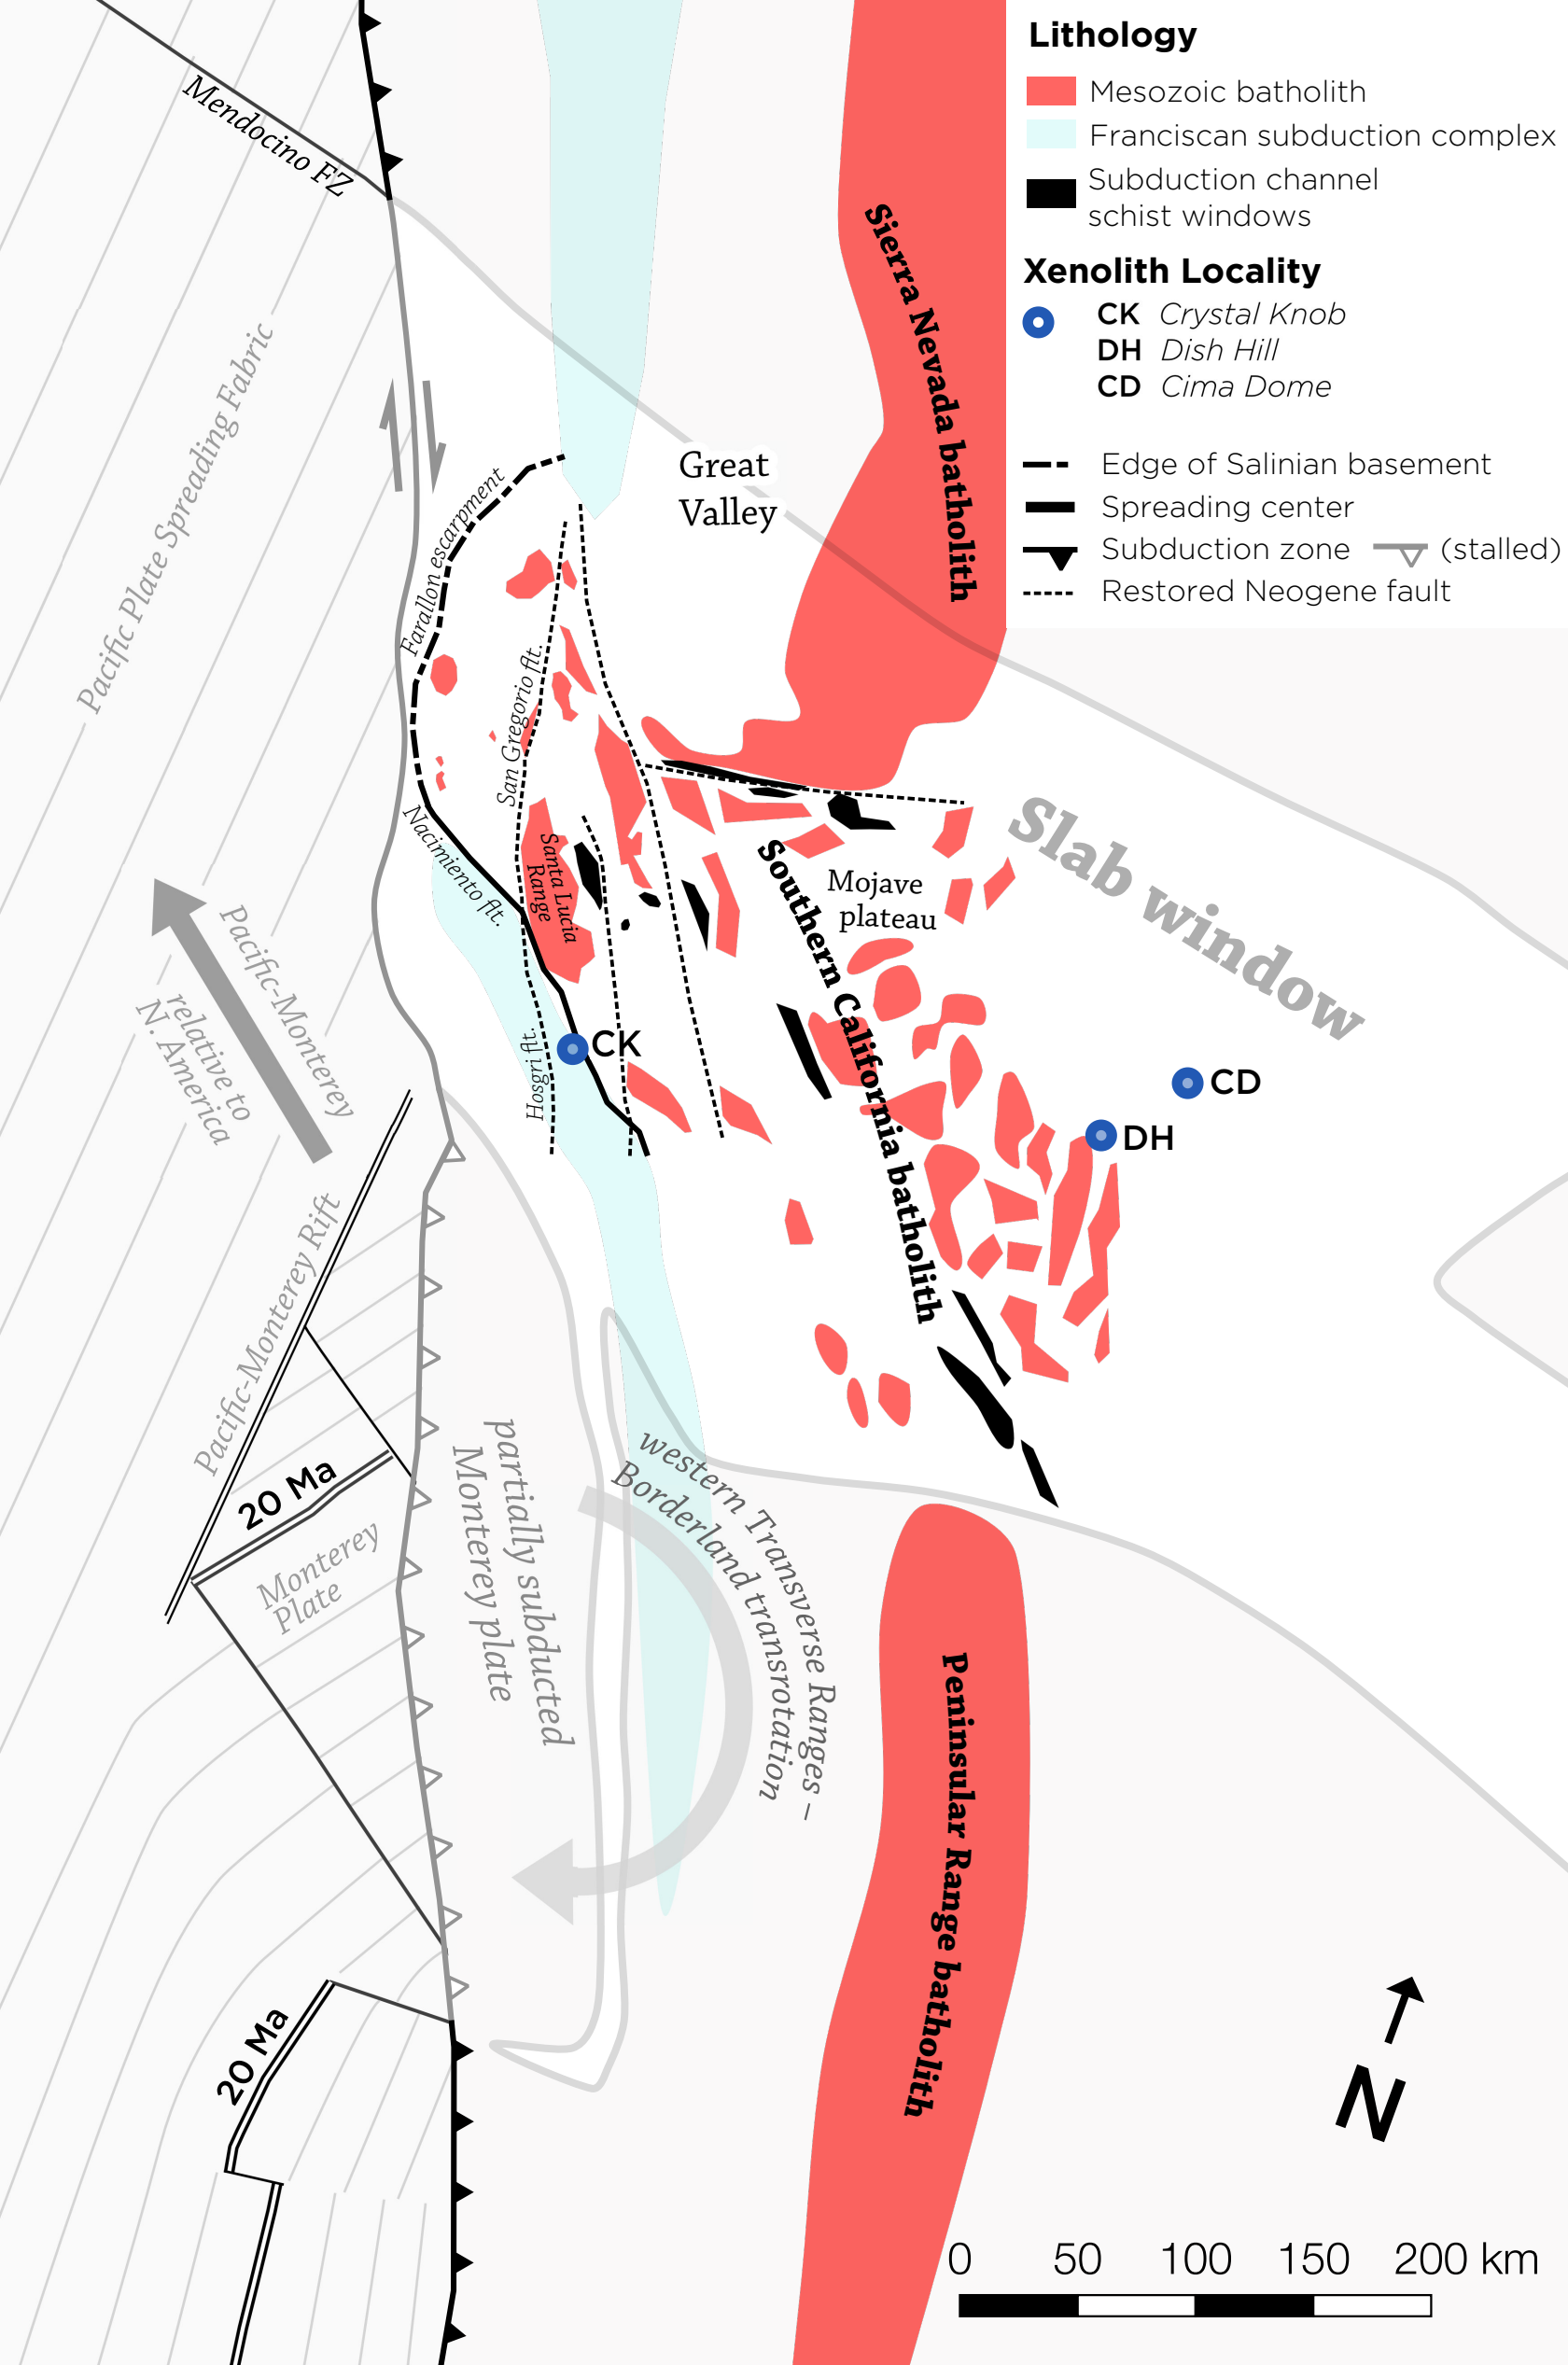 Lithology
Mesozoic batholith
Franciscan subduction complex
Subduction channel
schist windows
Xenolith Locality
CK Crystal Knob
DH Dish Hill
CD Cima Dome
Edge of Salinian basement
Spreading center
Subduction zone (stalled)
Restored Neogene fault
Mendocino FZ
Pacific Plate Spreading Fabric
Sierra Nevada batholith
Great
Valley
Farallon escarpment
San Gregorio flt.
Nacimiento flt.
Santa Lucia
Range
Hosgri flt.
CK
Mojave
plateau
Southern California batholith
Slab window
CD
DH
Pacific-Monterey
relative to
N. America
Pacific-Monterey Rift
20 Ma
Monterey
Plate
partially subducted
Monterey plate
western Transverse Ranges –
Borderland transrotation
Peninsular Range batholith
20 Ma
N
0 50 100 150 200 km